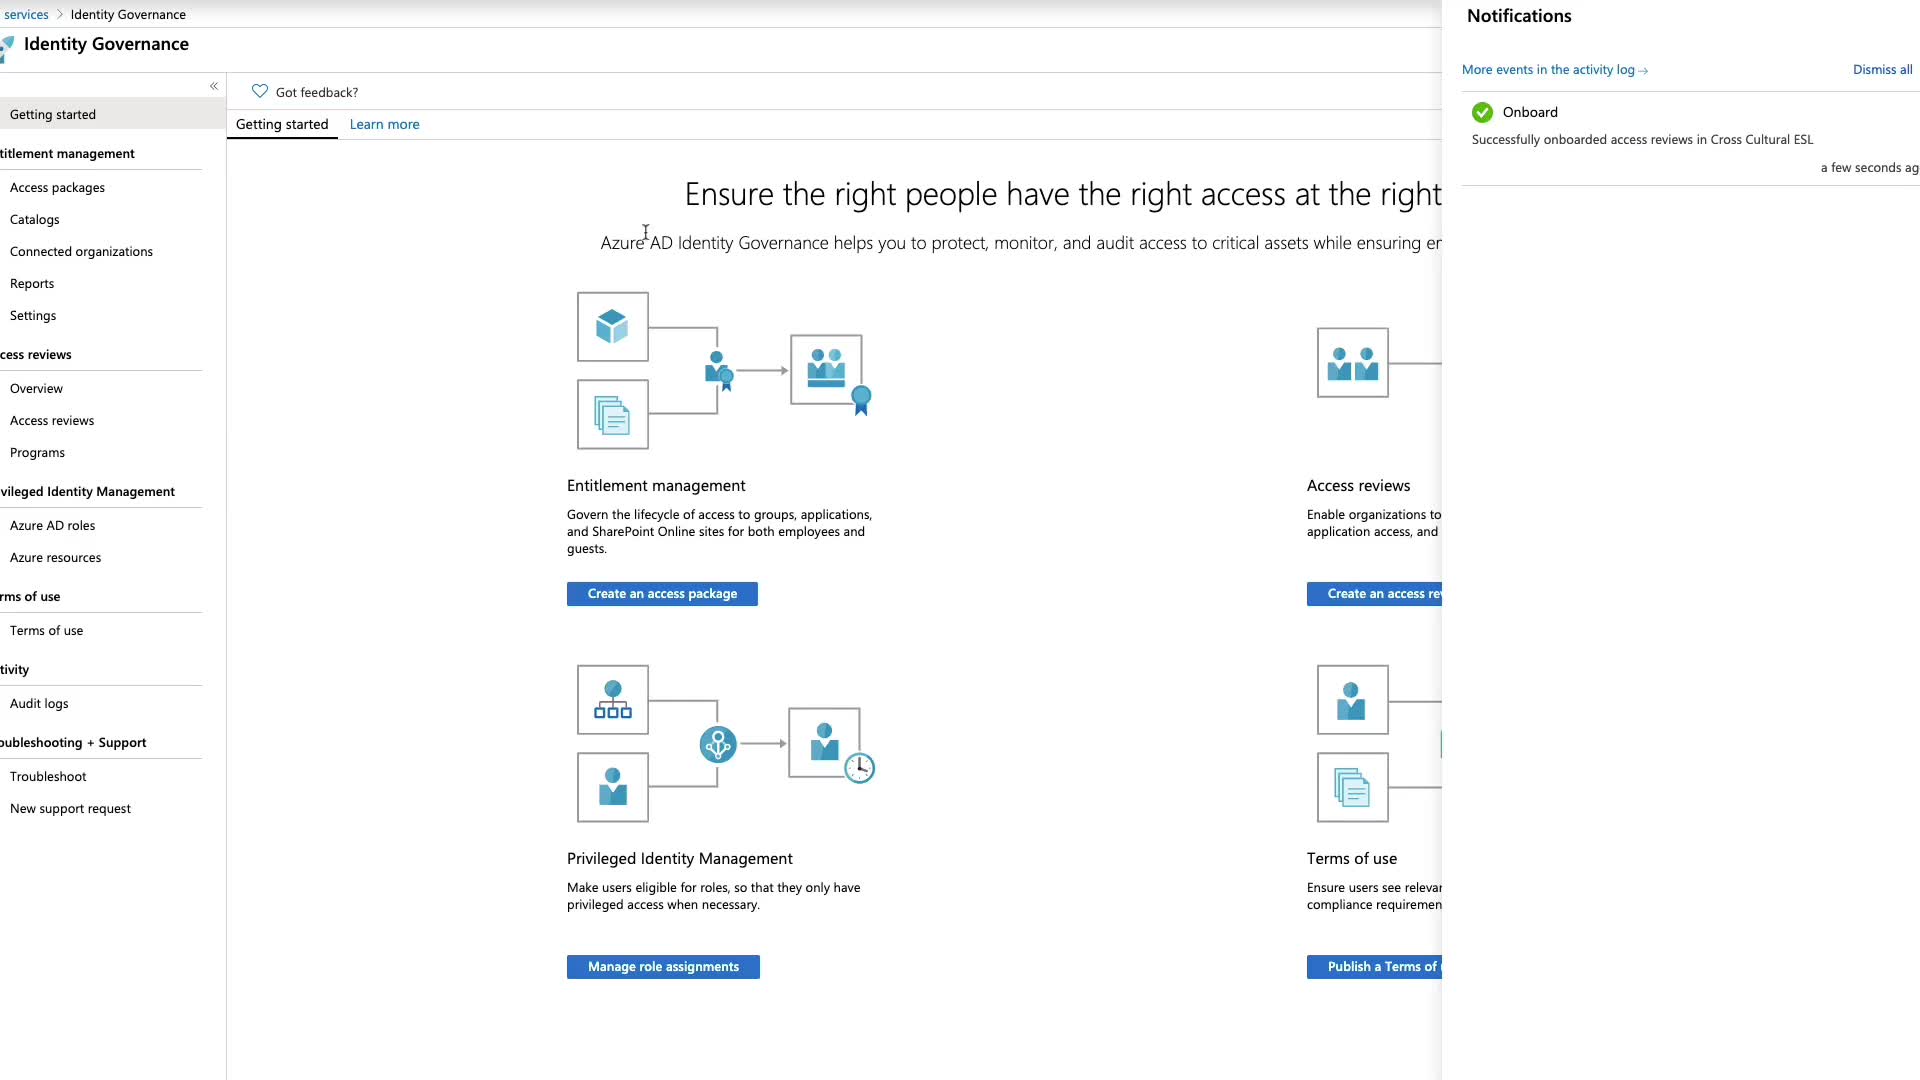 services > Identity Governance
Identity Governance
«
Getting started
titlement management
Access packages
Catalogs
Connected organizations
Reports
Settings
cess reviews
Overview
Access reviews
Programs
vileged Identity Management
Azure AD roles
Azure resources
rms of use
Terms of use
tivity
Audit logs
oubleshooting + Support
Troubleshoot
New support request
Got feedback?
Getting started
Learn more
Ensure the right people have the right access at the right
Azure AD Identity Governance helps you to protect, monitor, and audit access to critical assets while ensuring er
Entitlement management
Govern the lifecycle of access to groups, applications,
and SharePoint Online sites for both employees and
guests.
Create an access package
Access reviews
Enable organizations to
application access, and
Create an access rev
Privileged Identity Management
Make users eligible for roles, so that they only have
privileged access when necessary.
Manage role assignments
Terms of use
Ensure users see relevan
compliance requiremen
Publish a Terms of
Notifications
More events in the activity log →
Dismiss all
Onboard
Successfully onboarded access reviews in Cross Cultural ESL
a few seconds ag